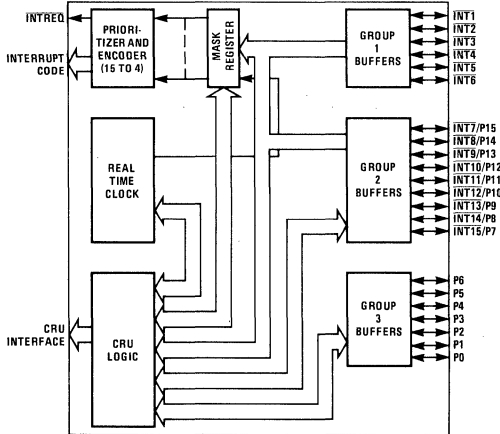 INTREQ
INTERRUPT
CODE
PRIORI-
TIZER AND
ENCODER
(15 TO 4)
MASK
REGISTER
GROUP
1
BUFFERS
INT1
INT2
INT3
INT4
INT5
INT6
REAL
TIME
CLOCK
GROUP
2
BUFFERS
INT7/P15
INT8/P14
INT9/P13
INT10/P12
INT11/P11
INT12/P10
INT13/P9
INT14/P8
INT15/P7
CRU
INTERFACE
CRU
LOGIC
GROUP
3
BUFFERS
P6
P5
P4
P3
P2
P1
P0